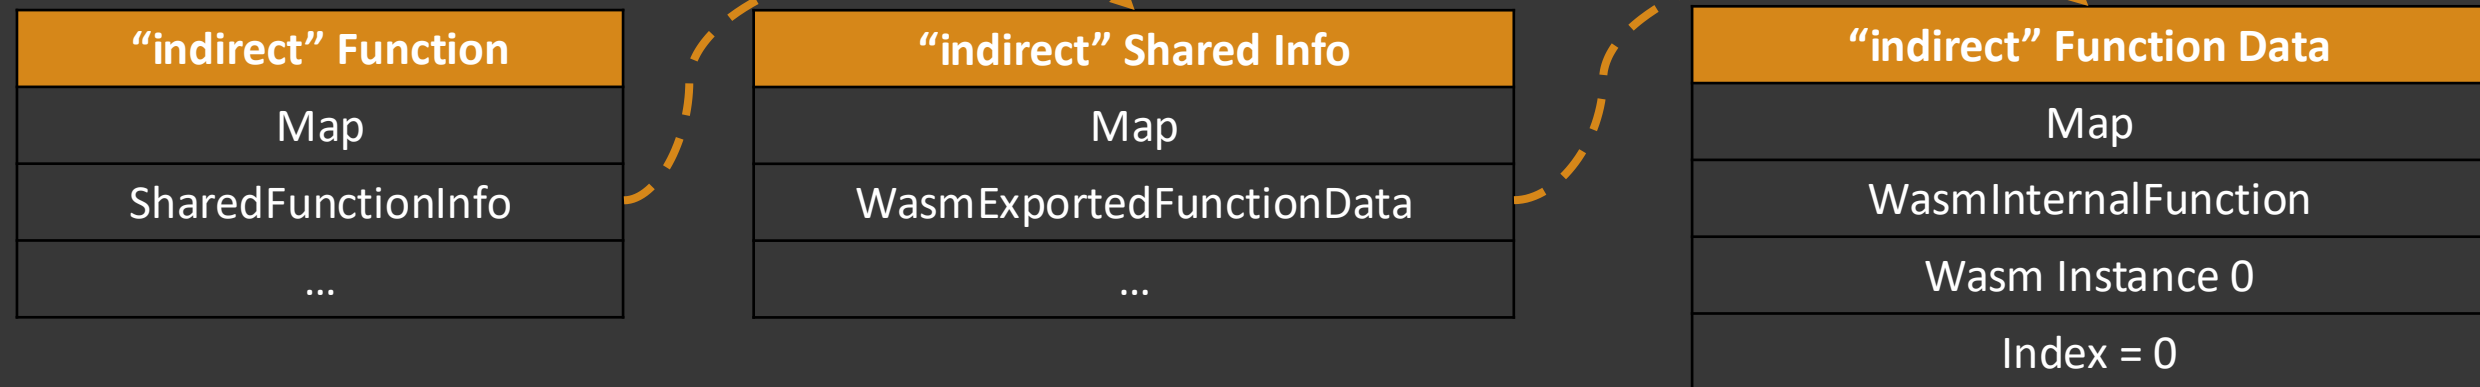 “indirect” Function
Map
SharedFunctionInfo
...
“indirect” Shared Info
Map
WasmExportedFunctionData
...
“indirect” Function Data
Map
WasmInternalFunction
Wasm Instance 0
Index = 0